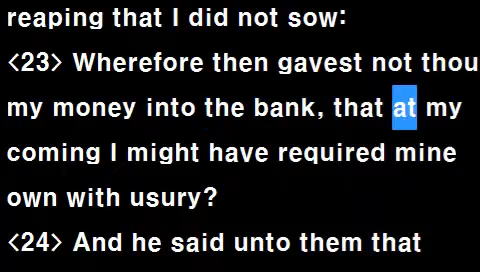 reaping that I did not sow:
<23> Wherefore then gavest not thou
my money into the bank, that at my
coming I might have required mine
own with usury?
<24> And he said unto them that